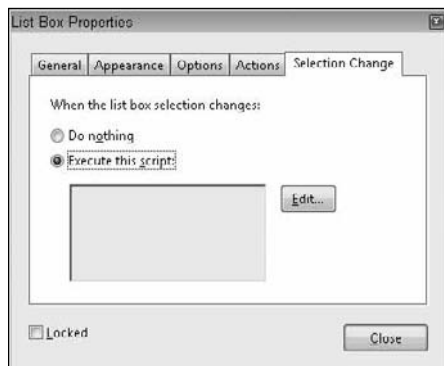 List Box Properties
General Appearance Options Actions Selection Change
When the list box selection changes:
Do nothing
Execute this script:
Edit...
Locked
Close